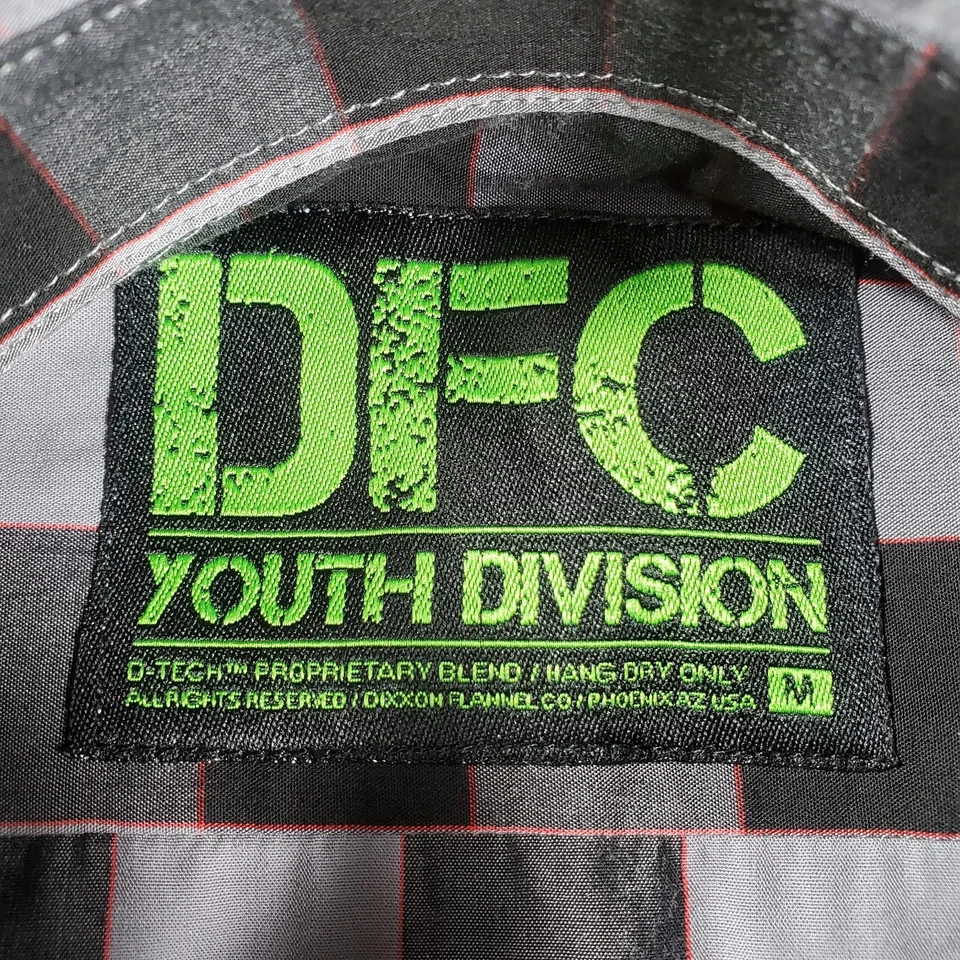 DFC
YOUTH DIVISION
D-TECH™ PROPRIETARY BLEND / HANG DRY ONLY
ALL RIGHTS RESERVED / DIXXON FLANNEL CO / PHOENIX AZ USA
M